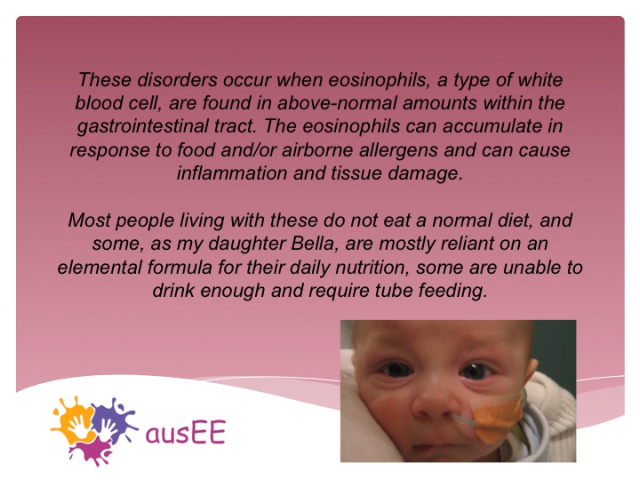 These disorders occur when eosinophils, a type of white
blood cell, are found in above-normal amounts within the
gastrointestinal tract. The eosinophils can accumulate in
response to food and/or airborne allergens and can cause
inflammation and tissue damage.
Most people living with these do not eat a normal diet, and
some, as my daughter Bella, are mostly reliant on an
elemental formula for their daily nutrition, some are unable to
drink enough and require tube feeding.
ausEE